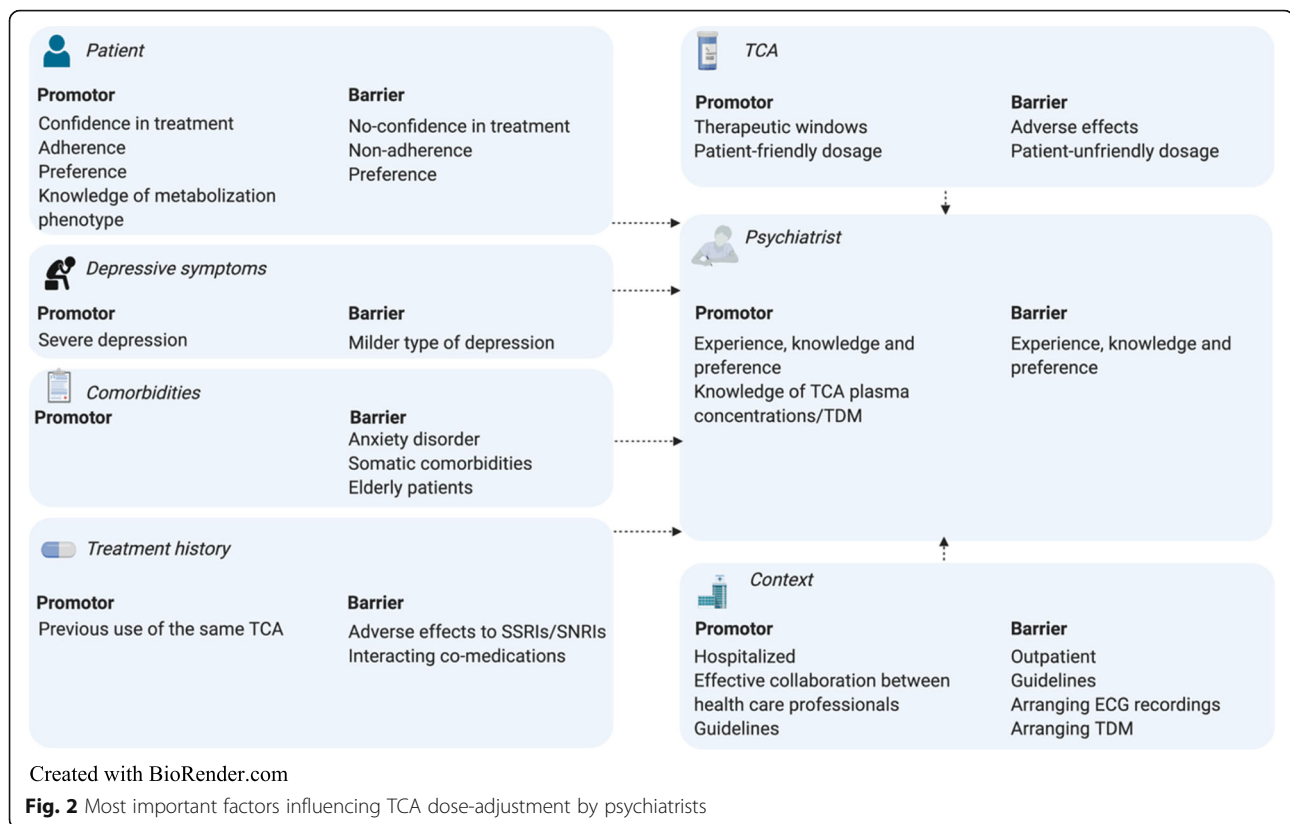 Patient
Promotor
Confidence in treatment
Adherence
Preference
Knowledge of metabolization
phenotype
Barrier
No-confidence in treatment
Non-adherence
Preference
Depressive symptoms
Promotor
Severe depression
Barrier
Milder type of depression
Comorbidities
Promotor
Barrier
Anxiety disorder
Somatic comorbidities
Elderly patients
Treatment history
Promotor
Previous use of the same TCA
Barrier
Adverse effects to SSRIs/SNRIs
Interacting co-medications
TCA
Promotor
Therapeutic windows
Patient-friendly dosage
Barrier
Adverse effects
Patient-unfriendly dosage
Psychiatrist
Promotor
Experience, knowledge and
preference
Knowledge of TCA plasma
concentrations/TDM
Barrier
Experience, knowledge and
preference
Context
Promotor
Hospitalized
Effective collaboration between
health care professionals
Guidelines
Barrier
Outpatient
Guidelines
Arranging ECG recordings
Arranging TDM
Created with BioRender.com
Fig. 2 Most important factors influencing TCA dose-adjustment by psychiatrists